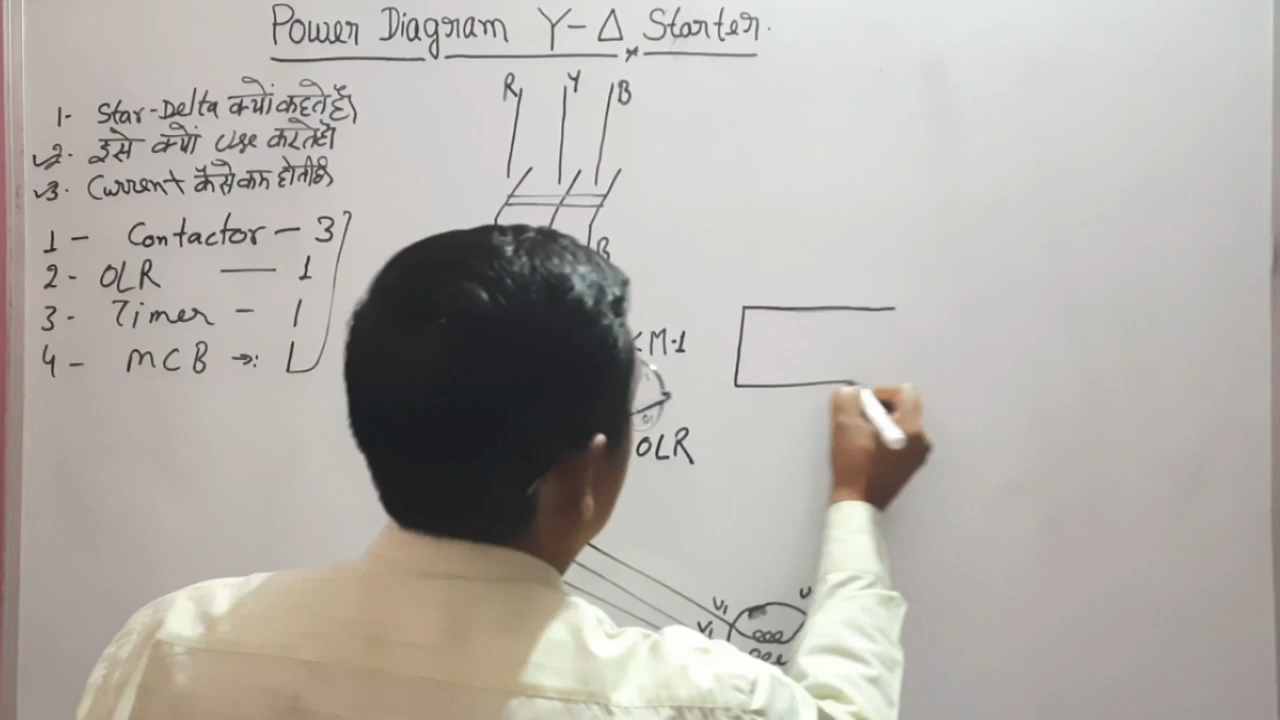 Power Diagram Y-Δ Starter.
R Y B
1- Star-Delta क्यों कहते हैं
2. इसे क्यों use करते हैं
3. Current कैसे कम होती है
1 - Contactor - 3
2 - OLR — 1
3 - Timer - 1
4 - MCB → 1
B
M-1
OLR
U
V₁